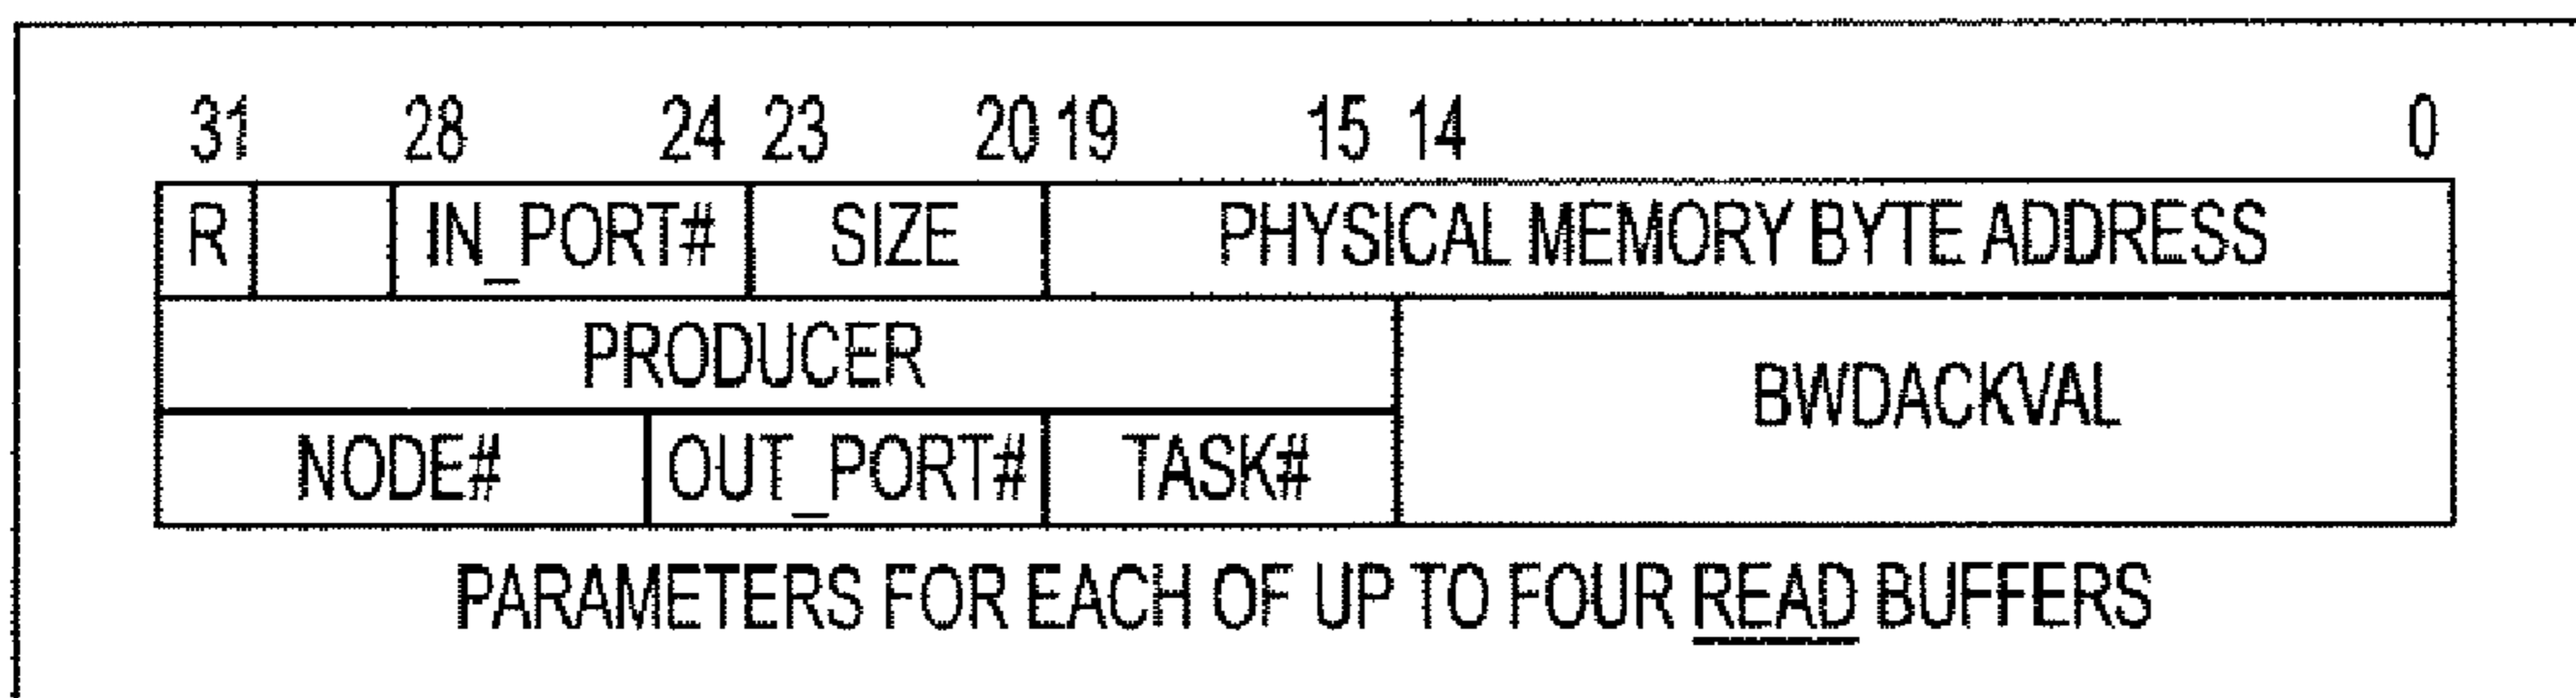 31 28 24 23 20 19 15 14 0
R IN_PORT# SIZE PHYSICAL MEMORY BYTE ADDRESS
PRODUCER
BWDACKVAL
NODE# OUT_PORT# TASK#
PARAMETERS FOR EACH OF UP TO FOUR READ BUFFERS